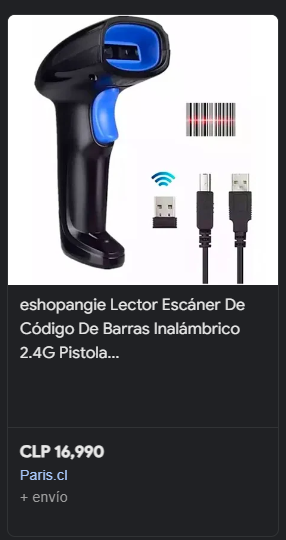 eshopangie Lector Escáner De
Código De Barras Inalámbrico
2.4G Pistola...
CLP 16,990
Paris.cl
+ envío